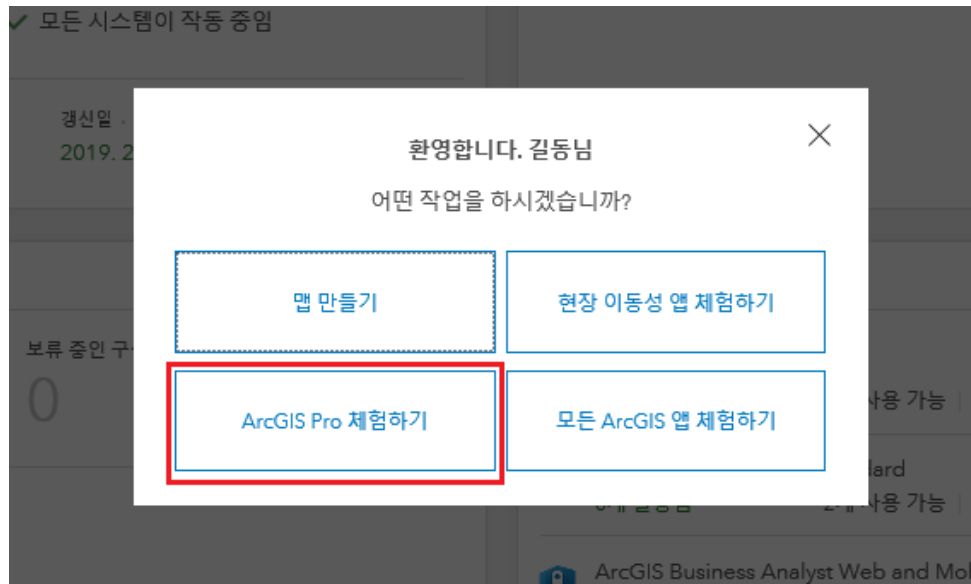 모든 시스템이 작동 중임
갱신일
2019. 2
환영합니다. 길동님
어떤 작업을 하시겠습니까?
맵 만들기
현장 이동성 앱 체험하기
보류 중인
0
ArcGIS Pro 체험하기
모든 ArcGIS 앱 체험하기
사용 가능
사용 가능
ArcGIS Business Analyst Web and